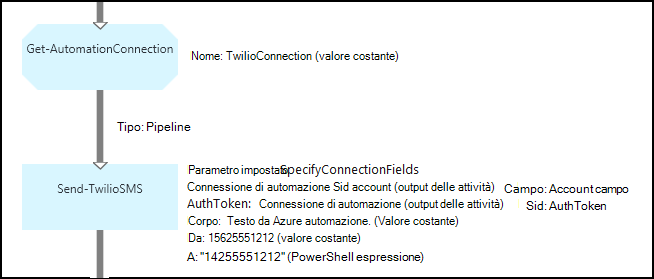 Get-AutomationConnection
Nome: TwilioConnection (valore costante)
Tipo: Pipeline
Send-TwilioSMS
Parametro impostatSpecifyConnectionFields
Connessione di automazione Sid account (output delle attività) Campo: Account campo
AuthToken: Connessione di automazione (output delle attività) Sid: AuthToken
Corpo: Testo da Azure automazione. (Valore costante)
Da: 15625551212 (valore costante)
A: "14255551212" (PowerShell espressione)